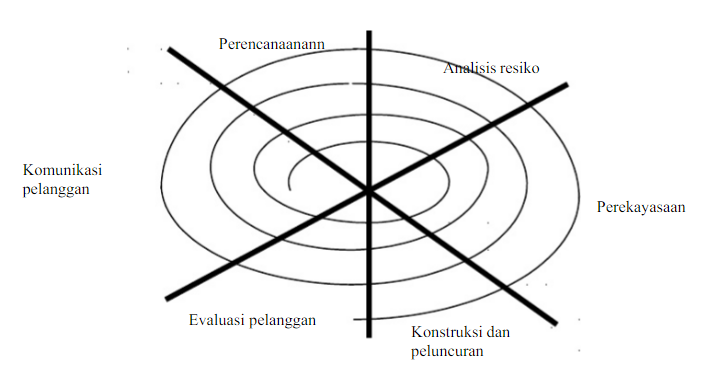 Perencanaanann
Analisis resiko
Komunikasi
pelanggan
Perekayasaan
Evaluasi pelanggan
Konstruksi dan
peluncuran